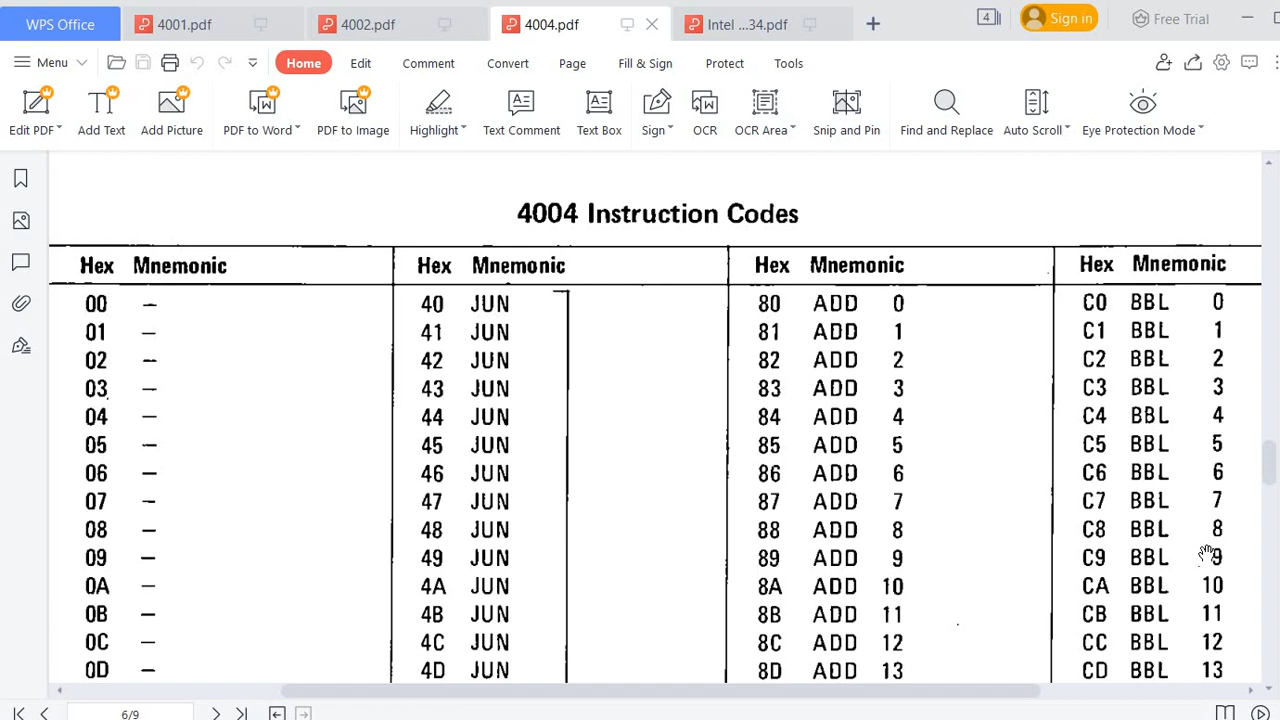 WPS Office 4001.pdf 4002.pdf 4004.pdf Intel ...34.pdf 4 Sign in Free Trial
Menu Home Edit Comment Convert Page Fill & Sign Protect Tools
Edit PDF Add Text Add Picture PDF to Word PDF to Image Highlight Text Comment Text Box Sign OCR OCR Area Snip and Pin Find and Replace Auto Scroll Eye Protection Mode
4004 Instruction Codes
Hex Mnemonic Hex Mnemonic Hex Mnemonic Hex Mnemonic
00 – 40 JUN 80 ADD 0 C0 BBL 0
01 – 41 JUN 81 ADD 1 C1 BBL 1
02 – 42 JUN 82 ADD 2 C2 BBL 2
03 – 43 JUN 83 ADD 3 C3 BBL 3
04 – 44 JUN 84 ADD 4 C4 BBL 4
05 – 45 JUN 85 ADD 5 C5 BBL 5
06 – 46 JUN 86 ADD 6 C6 BBL 6
07 – 47 JUN 87 ADD 7 C7 BBL 7
08 – 48 JUN 88 ADD 8 C8 BBL 8
09 – 49 JUN 89 ADD 9 C9 BBL 9
0A – 4A JUN 8A ADD 10 CA BBL 10
0B – 4B JUN 8B ADD 11 CB BBL 11
0C – 4C JUN 8C ADD 12 CC BBL 12
0D – 4D JUN 8D ADD 13 CD BBL 13
6/9